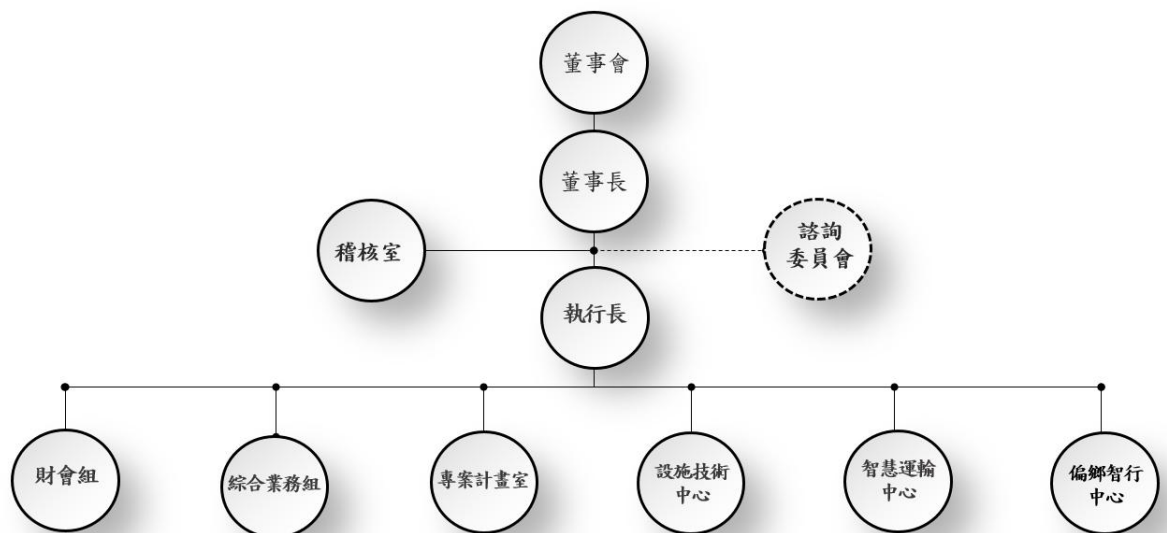 董事會
董事長
稽核室
諮詢
委員會
執行長
財會組
綜合業務組
專案計畫室
設施技術
中心
智慧運輸
中心
偏鄉智行
中心